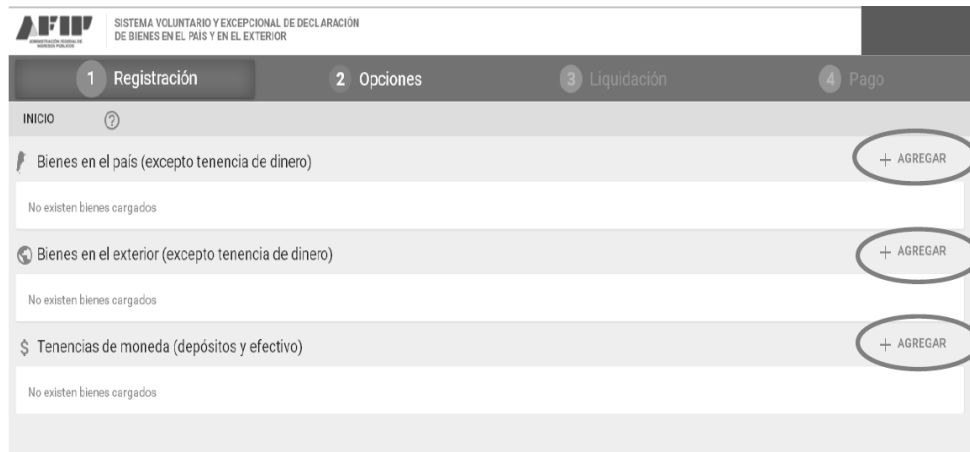 AFIP
ADMINISTRACIÓN FEDERAL DE
INGRESOS PÚBLICOS
SISTEMA VOLUNTARIO Y EXCEPCIONAL DE DECLARACIÓN
DE BIENES EN EL PAÍS Y EN EL EXTERIOR
1 Registración 2 Opciones 3 Liquidación 4 Pago
INICIO ?
Bienes en el país (excepto tenencia de dinero) + AGREGAR
No existen bienes cargados
Bienes en el exterior (excepto tenencia de dinero) + AGREGAR
No existen bienes cargados
$ Tenencias de moneda (depósitos y efectivo) + AGREGAR
No existen bienes cargados